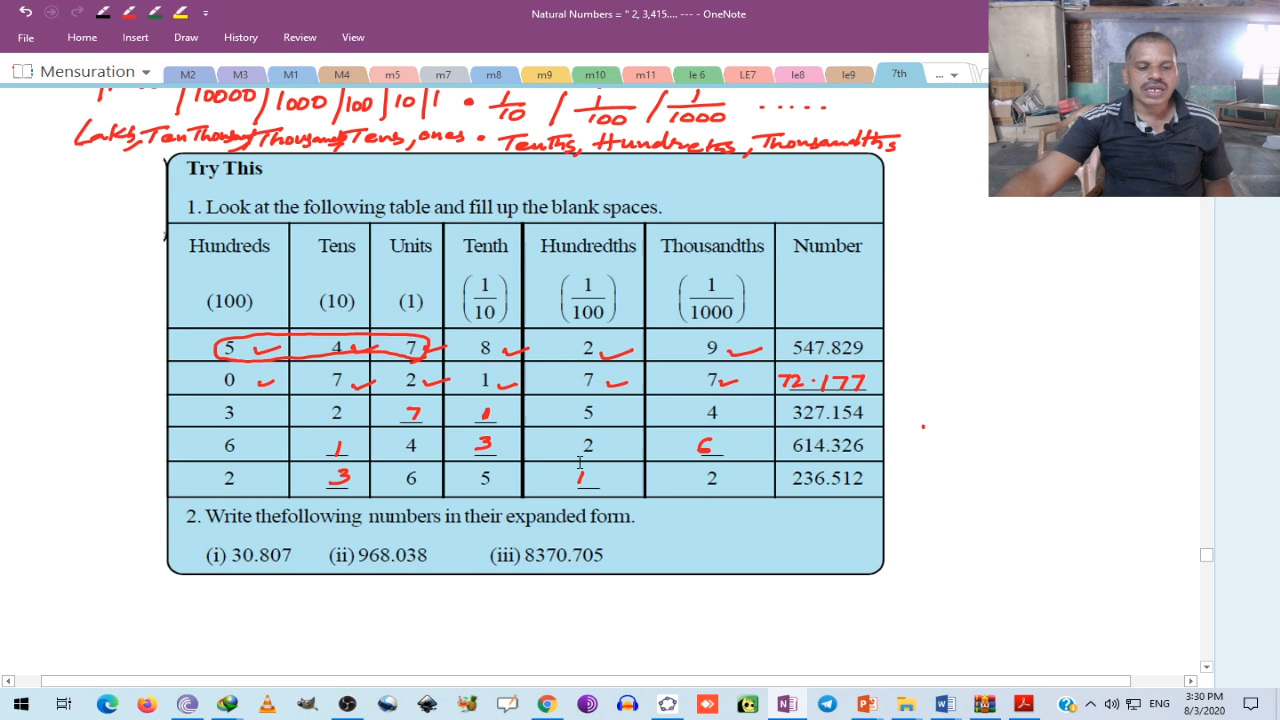 Natural Numbers = " 2, 3,415.... --- - OneNote
File Home Insert Draw History Review View
Mensuration M2 M3 M1 M4 m5 m7 m8 m9 m10 m11 le 6 LE7 le8 le9 7th ...
10000 / 1000 | 100 | 10 | 1 • 1/10 / 1/100 / 1/1000 .....
Lakhs, Ten Thousands, Thousands, Tens, ones • Tenths, Hundredths, Thousandths
Try This
1. Look at the following table and fill up the blank spaces.
Hundreds Tens Units Tenth Hundredths Thousandths Number
(100) (10) (1) (1/10) (1/100) (1/1000)
5 4 7 8 2 9 547.829
0 7 2 1 7 7 72.177
3 2 7 1 5 4 327.154
6 1 4 3 2 6 614.326
2 3 6 5 1 2 236.512
2. Write thefollowing numbers in their expanded form.
(i) 30.807 (ii) 968.038 (iii) 8370.705
ENG
3:30 PM
8/3/2020